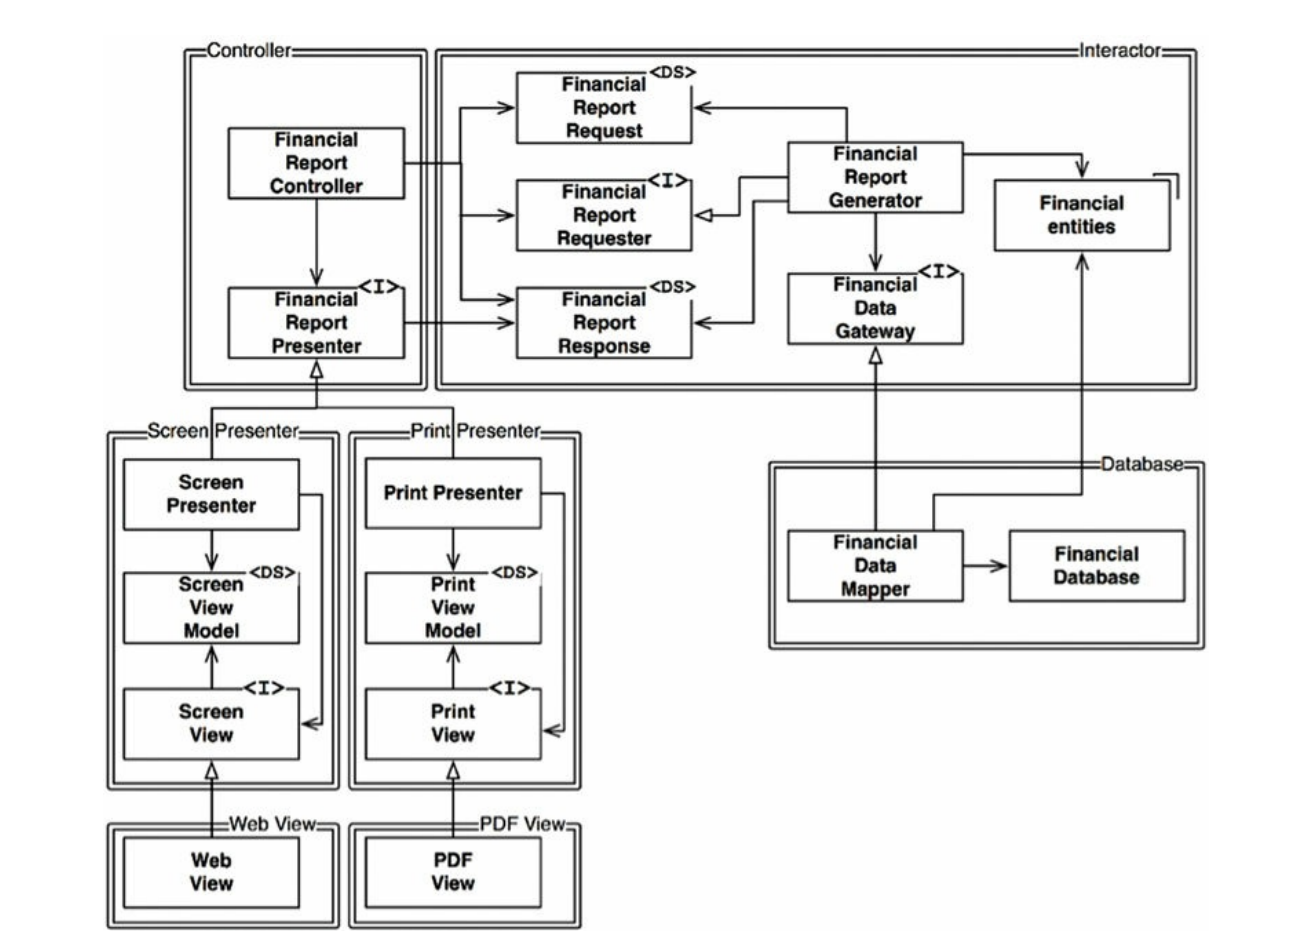 Controller
Interactor
<DS>
Financial
Report
Request
Financial
Report
Controller
Financial
Report
Generator
<I>
Financial
Report
Requester
Financial
entities
<I>
Financial
Report
Presenter
<DS>
Financial
Report
Response
<I>
Financial
Data
Gateway
Screen Presenter
Print Presenter
Database
Screen
Presenter
Print Presenter
Financial
Data
Mapper
Financial
Database
<DS>
Screen
View
Model
<DS>
Print
View
Model
<I>
Screen
View
<I>
Print
View
Web View
PDF View
Web
View
PDF
View